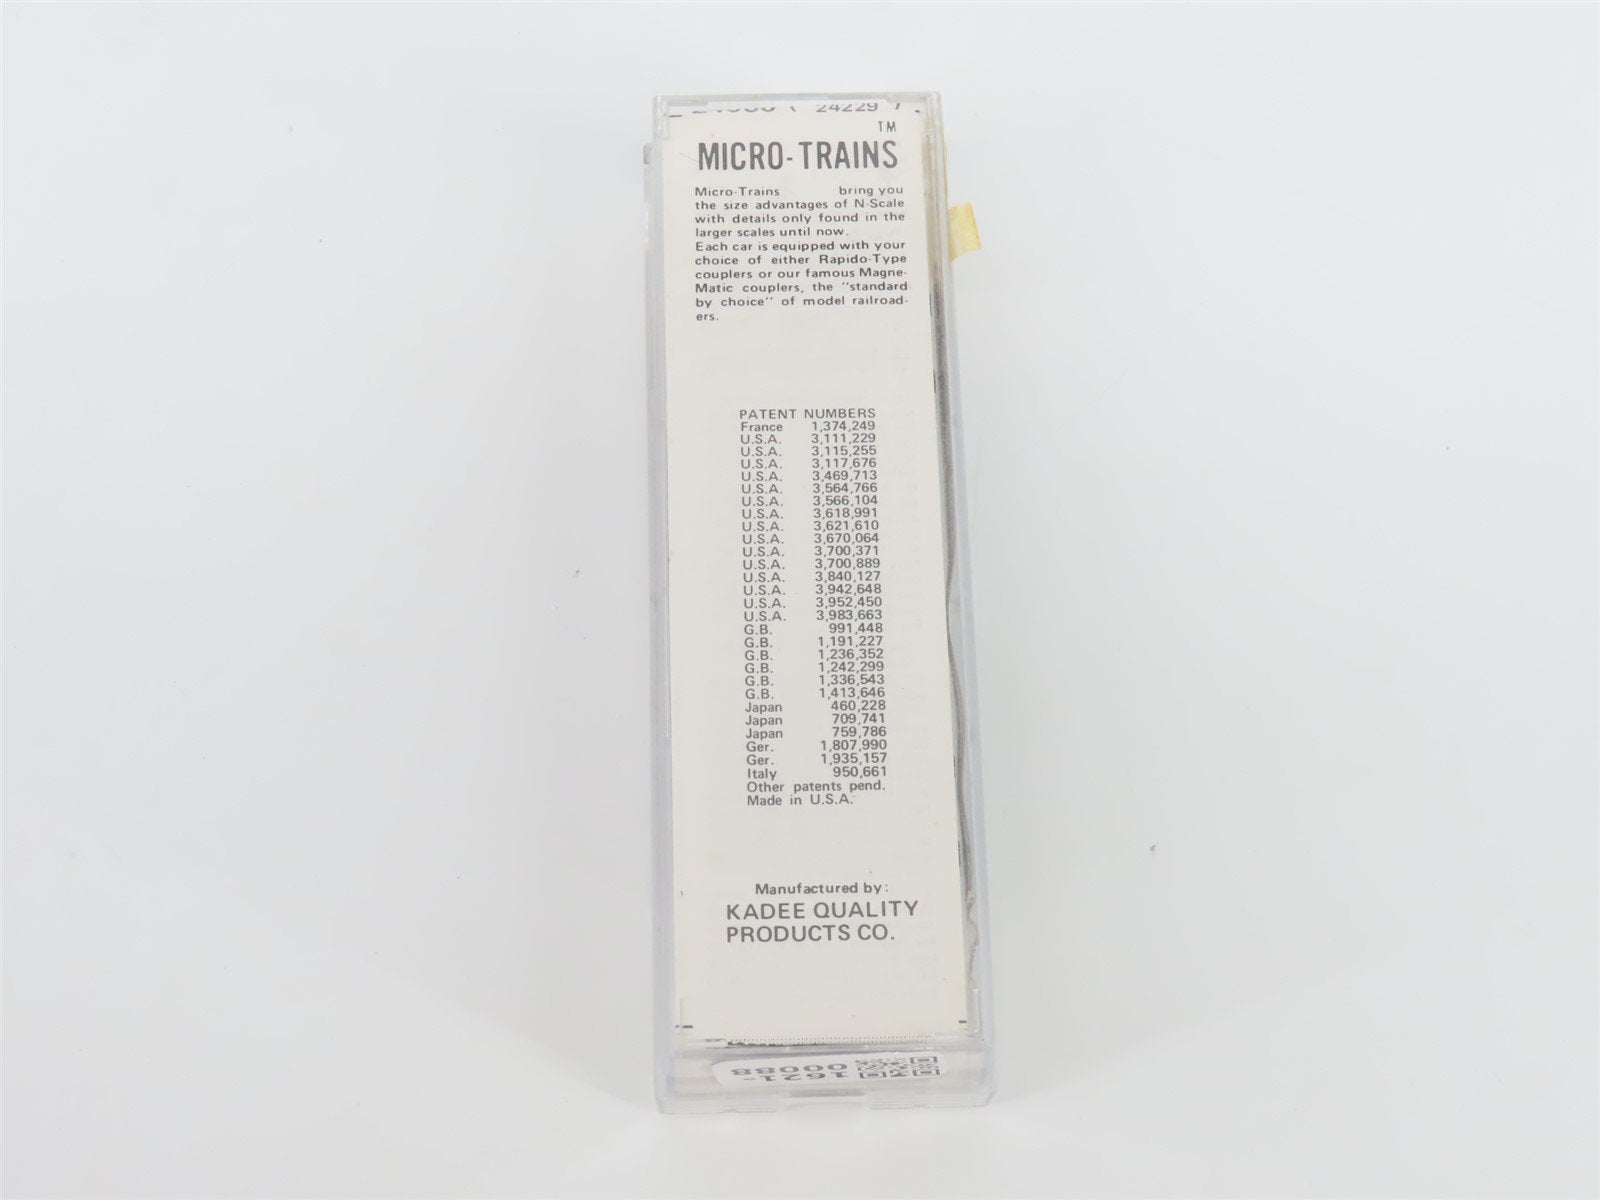 24229
TM
MICRO-TRAINS
Micro-Trains bring you
the size advantages of N-Scale
with details only found in the
larger scales until now.
Each car is equipped with your
choice of either Rapido-Type
couplers or our famous Magne-
Matic couplers, the "standard
by choice" of model railroad-
ers.
PATENT NUMBERS
France 1,374,249
U.S.A. 3,111,229
U.S.A. 3,115,255
U.S.A. 3,117,676
U.S.A. 3,469,713
U.S.A. 3,564,766
U.S.A. 3,566,104
U.S.A. 3,618,991
U.S.A. 3,621,610
U.S.A. 3,670,064
U.S.A. 3,700,371
U.S.A. 3,700,889
U.S.A. 3,840,127
U.S.A. 3,942,648
U.S.A. 3,952,450
U.S.A. 3,983,663
G.B. 991,448
G.B. 1,191,227
G.B. 1,236,352
G.B. 1,242,299
G.B. 1,336,543
G.B. 1,413,646
Japan 460,228
Japan 709,741
Japan 759,786
Ger. 1,807,990
Ger. 1,935,157
Italy 950,661
Other patents pend.
Made in U.S.A.
Manufactured by:
KADEE QUALITY
PRODUCTS CO.
1621-
00088